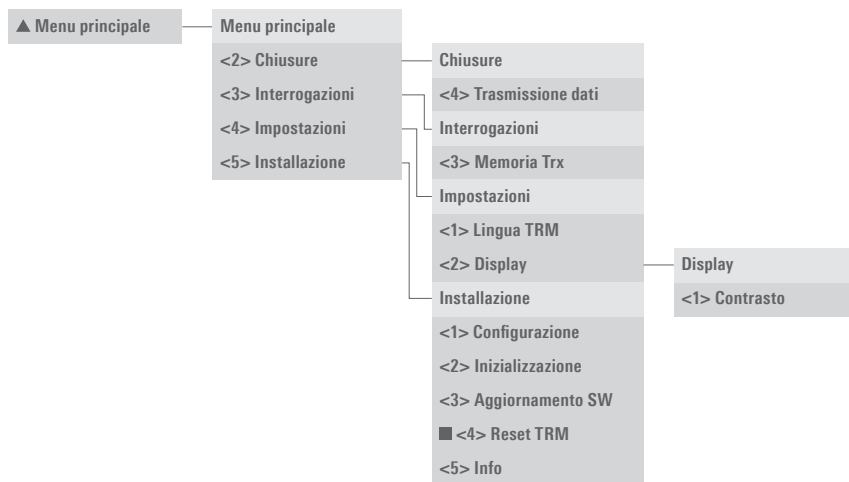 ▲ Menu principale
Menu principale
<2> Chiusure
<3> Interrogazioni
<4> Impostazioni
<5> Installazione
Chiusure
<4> Trasmissione dati
Interrogazioni
<3> Memoria Trx
Impostazioni
<1> Lingua TRM
<2> Display
Installazione
<1> Configurazione
<2> Inizializzazione
<3> Aggiornamento SW
■ <4> Reset TRM
<5> Info
Display
<1> Contrasto